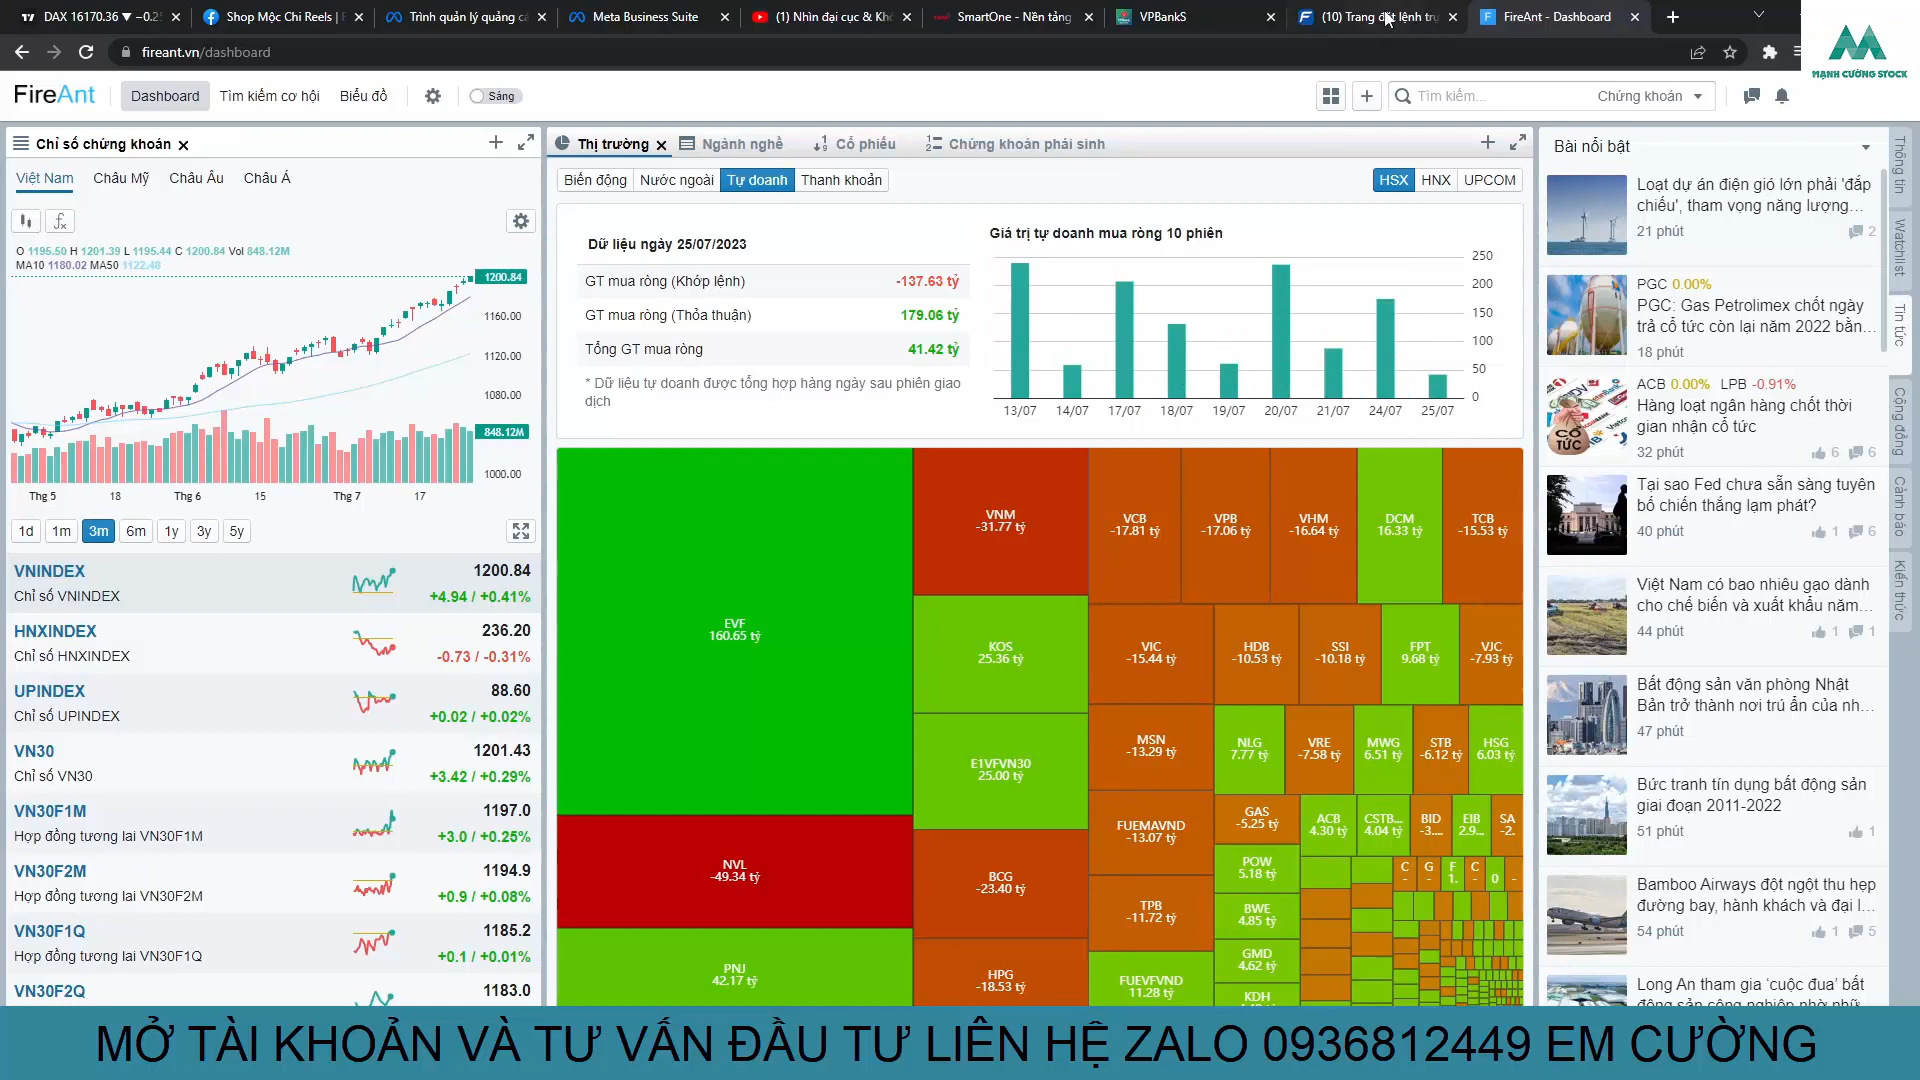 DAX 16170.36 ▼ −0.2
Shop Mộc Chi Reels |
Trình quản lý quảng c
Meta Business Suite
(1) Nhìn đại cục & Kh
SmartOne - Nền tảng
VPBankS
(10) Trang đặt lệnh trự
FireAnt - Dashboard
fireant.vn/dashboard
MẠNH CƯỜNG STOCK
FireAnt
Dashboard
Tìm kiếm cơ hội
Biểu đồ
Sáng
Tìm kiếm...
Chứng khoán
Chỉ số chứng khoán
Việt Nam Châu Mỹ Châu Âu Châu Á
O 1195.50 H 1201.39 L 1195.44 C 1200.84 Vol 848.12M
MA10 1180.02 MA50 1122.48
1200.84
1160.00
1120.00
1080.00
848.12M
1000.00
Thg 5 18 Thg 6 15 Thg 7 17
1d 1m 3m 6m 1y 3y 5y
VNINDEX 1200.84
Chỉ số VNINDEX +4.94 / +0.41%
HNXINDEX 236.20
Chỉ số HNXINDEX -0.73 / -0.31%
UPINDEX 88.60
Chỉ số UPINDEX +0.02 / +0.02%
VN30 1201.43
Chỉ số VN30 +3.42 / +0.29%
VN30F1M 1197.0
Hợp đồng tương lai VN30F1M +3.0 / +0.25%
VN30F2M 1194.9
Hợp đồng tương lai VN30F2M +0.9 / +0.08%
VN30F1Q 1185.2
Hợp đồng tương lai VN30F1Q +0.1 / +0.01%
VN30F2Q 1183.0
Thị trường Ngành nghề Cổ phiếu Chứng khoán phái sinh
Biến động Nước ngoài Tự doanh Thanh khoản
HSX HNX UPCOM
Dữ liệu ngày 25/07/2023
GT mua ròng (Khớp lệnh) -137.63 tỷ
GT mua ròng (Thỏa thuận) 179.06 tỷ
Tổng GT mua ròng 41.42 tỷ
* Dữ liệu tự doanh được tổng hợp hàng ngày sau phiên giao
dịch
Giá trị tự doanh mua ròng 10 phiên
250
200
150
100
50
0
13/07 14/07 17/07 18/07 19/07 20/07 21/07 24/07 25/07
EVF
160.65 tỷ
NVL
-49.34 tỷ
PNJ
42.17 tỷ
VNM
-31.77 tỷ
KOS
25.36 tỷ
E1VFVN30
25.00 tỷ
BCG
-23.40 tỷ
HPG
-18.53 tỷ
VCB
-17.81 tỷ
VPB
-17.06 tỷ
VHM
-16.64 tỷ
DCM
16.33 tỷ
TCB
-15.53 tỷ
VIC
-15.44 tỷ
HDB
-10.53 tỷ
SSI
-10.18 tỷ
FPT
9.68 tỷ
VJC
-7.93 tỷ
MSN
-13.29 tỷ
NLG
7.77 tỷ
VRE
-7.58 tỷ
MWG
6.51 tỷ
STB
-6.12 tỷ
HSG
6.03 tỷ
FUEMAVND
-13.07 tỷ
GAS
-5.25 tỷ
ACB
4.30 tỷ
CSTB...
4.04 tỷ
BID
-3....
EIB
2.9...
SA
-2.
TPB
-11.72 tỷ
POW
5.18 tỷ
C
-
G
-
F
1.
C
-
0
-
BWE
4.85 tỷ
GMD
4.62 tỷ
FUEVFVND
11.28 tỷ
KDH
Bài nổi bật
Loạt dự án điện gió lớn phải 'đắp
chiếu', tham vọng năng lượng...
21 phút 2
PGC 0.00%
PGC: Gas Petrolimex chốt ngày
trả cổ tức còn lại năm 2022 bằn...
18 phút
CỔ
TỨC
ACB 0.00% LPB -0.91%
Hàng loạt ngân hàng chốt thời
gian nhận cổ tức
32 phút 6 6
Tại sao Fed chưa sẵn sàng tuyên
bố chiến thắng lạm phát?
40 phút 1 6
Việt Nam có bao nhiêu gạo dành
cho chế biến và xuất khẩu năm...
44 phút 1 1
Bất động sản văn phòng Nhật
Bản trở thành nơi trú ẩn của nh...
47 phút
Bức tranh tín dụng bất động sản
giai đoạn 2011-2022
51 phút 1
Bamboo Airways đột ngột thu hẹp
đường bay, hành khách và đại l...
54 phút 1 5
Long An tham gia ‘cuộc đua’ bất
động sản công nghiệp nhờ nhữ
Thông tin
Watchlist
Tin tức
Cộng đồng
Cảnh báo
Kiến thức
MỞ TÀI KHOẢN VÀ TƯ VẤN ĐẦU TƯ LIÊN HỆ ZALO 0936812449 EM CƯỜNG